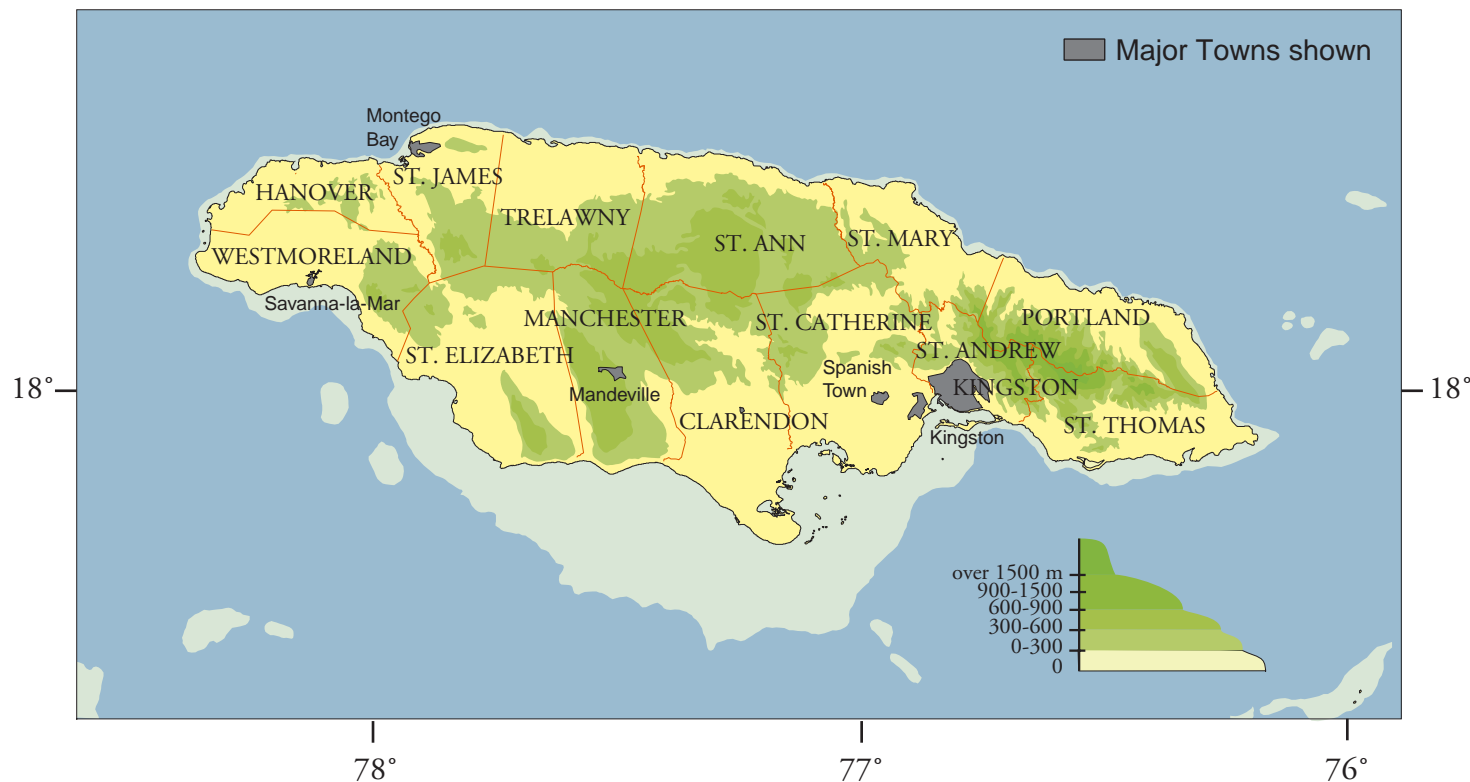 Major Towns shown
Montego
Bay
ST. JAMES
HANOVER
TRELAWNY
ST. ANN
ST. MARY
WESTMORELAND
Savanna-la-Mar
MANCHESTER
ST. CATHERINE
PORTLAND
ST. ELIZABETH
ST. ANDREW
Spanish
Town
18°
18°
Mandeville
KINGSTON
CLARENDON
ST. THOMAS
Kingston
over 1500 m
900-1500
600-900
300-600
0-300
0
78°
77°
76°